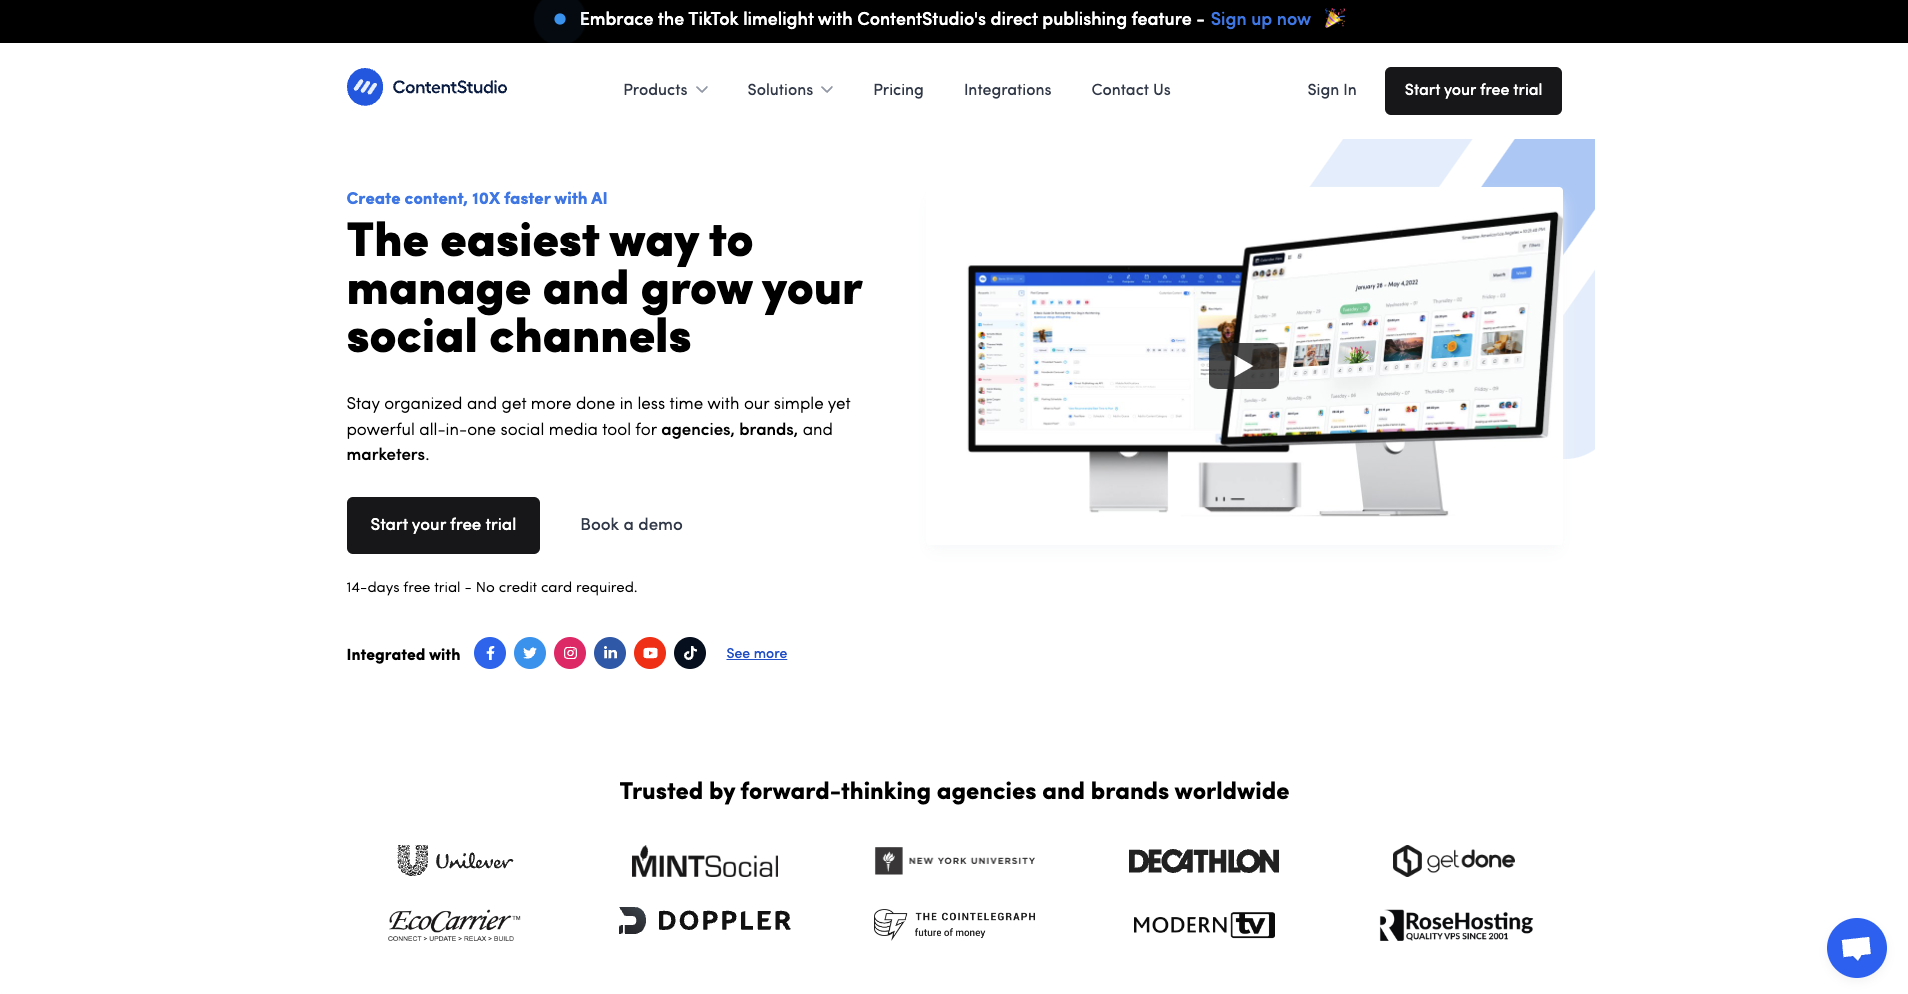 Embrace the TikTok limelight with ContentStudio's direct publishing feature - Sign up now
ContentStudio
Products
Solutions
Pricing
Integrations
Contact Us
Sign In
Start your free trial
Create content, 10X faster with AI
The easiest way to
manage and grow your
social channels
Stay organized and get more done in less time with our simple yet
powerful all-in-one social media tool for agencies, brands, and
marketers.
Start your free trial
Book a demo
14-days free trial - No credit card required.
Integrated with
See more
January 28 - May 4, 2022
Trusted by forward-thinking agencies and brands worldwide
Unilever
MINTSocial
NEW YORK UNIVERSITY
DECATHLON
getdone
EcoCarrier™
CONNECT > UPDATE > RELAX > BUILD
DOPPLER
THE COINTELEGRAPH
future of money
MODERN tv
RoseHosting
QUALITY VPS SINCE 2001